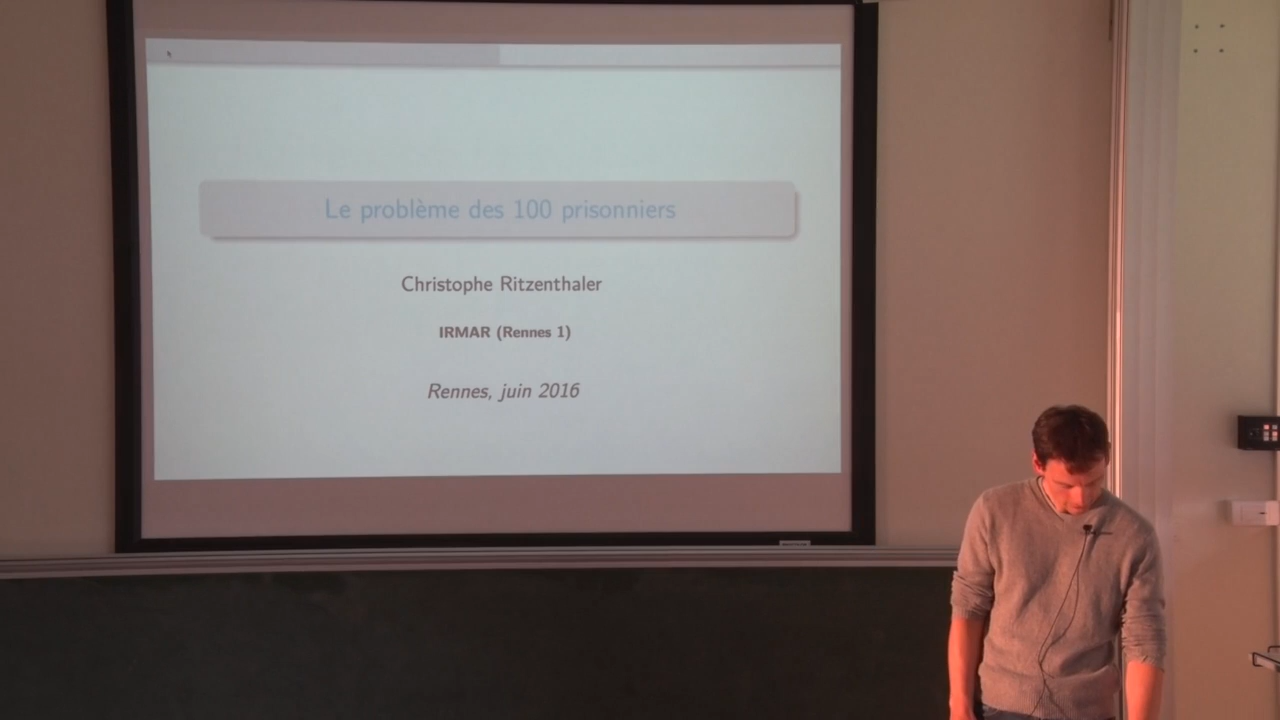 Le problème des 100 prisonniers
Christophe Ritzenthaler
IRMAR (Rennes 1)
Rennes, juin 2016